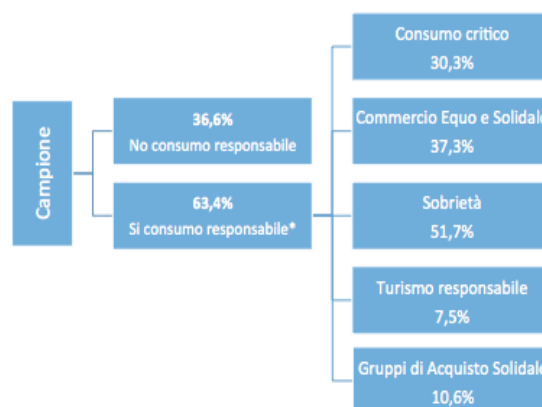 Campione
36,6%
No consumo responsabile
63,4%
Si consumo responsabile*
Consumo critico
30,3%
Commercio Equo e Solidale
37,3%
Sobrietà
51,7%
Turismo responsabile
7,5%
Gruppi di Acquisto Solidale
10,6%